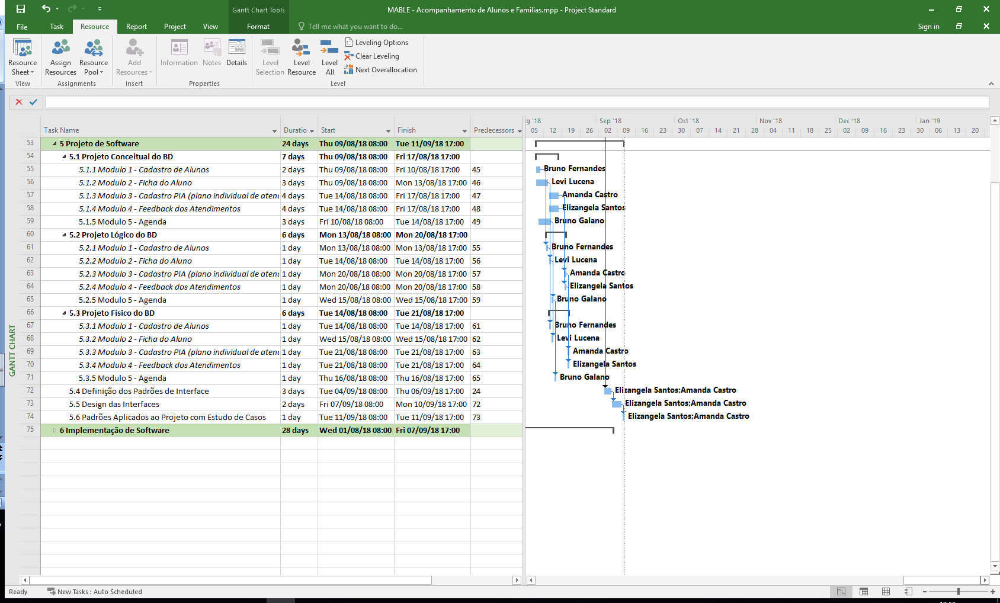 Gantt Chart Tools
MABLE - Acompanhamento de Alunos e Familias.mpp - Project Standard
File Task Resource Report Project View Format Tell me what you want to do... Sign in
Resource Sheet
Assign Resources
Resource Pool
Add Resources
Information
Notes
Details
Level Selection
Level Resource
Level All
Leveling Options
Clear Leveling
Next Overallocation
View Assignments Insert Properties Level
Task Name Duratio Start Finish Predecessors
g '18 Sep '18 Oct '18 Nov '18 Dec '18 Jan '19
05 12 19 26 02 09 16 23 30 07 14 21 28 04 11 18 25 02 09 16 23 30 06 13 20
53 5 Projeto de Software 24 days Thu 09/08/18 08:00 Tue 11/09/18 17:00
54 5.1 Projeto Conceitual do BD 7 days Thu 09/08/18 08:00 Fri 17/08/18 17:00
55 5.1.1 Modulo 1 - Cadastro de Alunos 2 days Thu 09/08/18 08:00 Fri 10/08/18 17:00 45 Bruno Fernandes
56 5.1.2 Modulo 2 - Ficha do Aluno 3 days Thu 09/08/18 08:00 Mon 13/08/18 17:00 46 Levi Lucena
57 5.1.3 Modulo 3 - Cadastro PIA (plano individual de aten 4 days Tue 14/08/18 08:00 Fri 17/08/18 17:00 47 Amanda Castro
58 5.1.4 Modulo 4 - Feedback dos Atendimentos 4 days Tue 14/08/18 08:00 Fri 17/08/18 17:00 48 Elizangela Santos
59 5.1.5 Modulo 5 - Agenda 3 days Fri 10/08/18 08:00 Tue 14/08/18 17:00 49 Bruno Galano
60 5.2 Projeto Lógico do BD 6 days Mon 13/08/18 08:00 Mon 20/08/18 17:00
61 5.2.1 Modulo 1 - Cadastro de Alunos 1 day Mon 13/08/18 08:00 Mon 13/08/18 17:00 55 Bruno Fernandes
62 5.2.2 Modulo 2 - Ficha do Aluno 1 day Tue 14/08/18 08:00 Tue 14/08/18 17:00 56 Levi Lucena
63 5.2.3 Modulo 3 - Cadastro PIA (plano individual de aten 1 day Mon 20/08/18 08:00 Mon 20/08/18 17:00 57 Amanda Castro
64 5.2.4 Modulo 4 - Feedback dos Atendimentos 1 day Mon 20/08/18 08:00 Mon 20/08/18 17:00 58 Elizangela Santos
65 5.2.5 Modulo 5 - Agenda 1 day Wed 15/08/18 08:00 Wed 15/08/18 17:00 59 Bruno Galano
66 5.3 Projeto Físico do BD 6 days Tue 14/08/18 08:00 Tue 21/08/18 17:00
67 5.3.1 Modulo 1 - Cadastro de Alunos 1 day Tue 14/08/18 08:00 Tue 14/08/18 17:00 61 Bruno Fernandes
68 5.3.2 Modulo 2 - Ficha do Aluno 1 day Wed 15/08/18 08:00 Wed 15/08/18 17:00 62 Levi Lucena
69 5.3.3 Modulo 3 - Cadastro PIA (plano individual de aten 1 day Tue 21/08/18 08:00 Tue 21/08/18 17:00 63 Amanda Castro
70 5.3.4 Modulo 4 - Feedback dos Atendimentos 1 day Tue 21/08/18 08:00 Tue 21/08/18 17:00 64 Elizangela Santos
71 5.3.5 Modulo 5 - Agenda 1 day Thu 16/08/18 08:00 Thu 16/08/18 17:00 65 Bruno Galano
72 5.4 Definição dos Padrões de Interface 3 days Tue 04/09/18 08:00 Thu 06/09/18 17:00 24 Elizangela Santos;Amanda Castro
73 5.5 Design das Interfaces 2 days Fri 07/09/18 08:00 Mon 10/09/18 17:00 72 Elizangela Santos;Amanda Castro
74 5.6 Padrões Aplicados ao Projeto com Estudo de Casos 1 day Tue 11/09/18 08:00 Tue 11/09/18 17:00 73 Elizangela Santos;Amanda Castro
75 6 Implementação de Software 28 days Wed 01/08/18 08:00 Fri 07/09/18 17:00
GANTT CHART
Ready New Tasks : Auto Scheduled